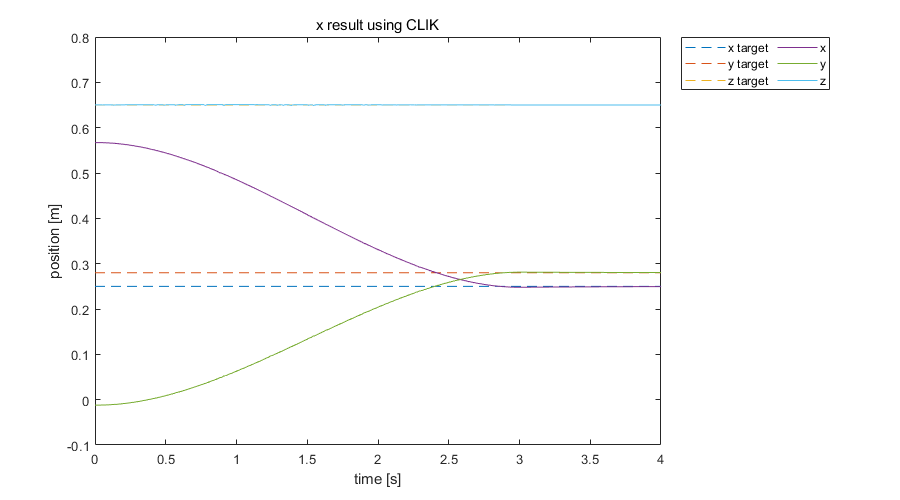 x result using CLIK
0.8
0.7
0.6
0.5
0.4
0.3
0.2
0.1
0
-0.1
position [m]
0 0.5 1 1.5 2 2.5 3 3.5 4
time [s]
x target x
y target y
z target z